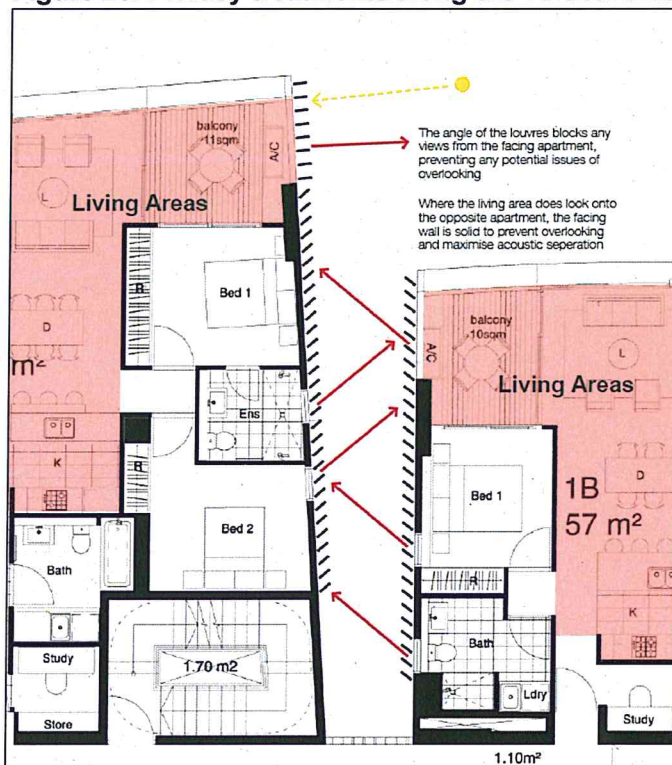 balcony
11sqm
A/C
The angle of the louvres blocks any
views from the facing apartment,
preventing any potential issues of
overlooking
Where the living area does look onto
the opposite apartment, the facing
wall is solid to prevent overlooking
and maximise acoustic seperation
L
Living Areas
R
Bed 1
D
m²
balcony
10sqm
A/C
L
Living Areas
Ens
K
R
Bed 2
Bed 1
1B
57 m²
D
Bath
R
K
Bath
Study
1.70 m2
Ldry
Store
Study
1.10m²